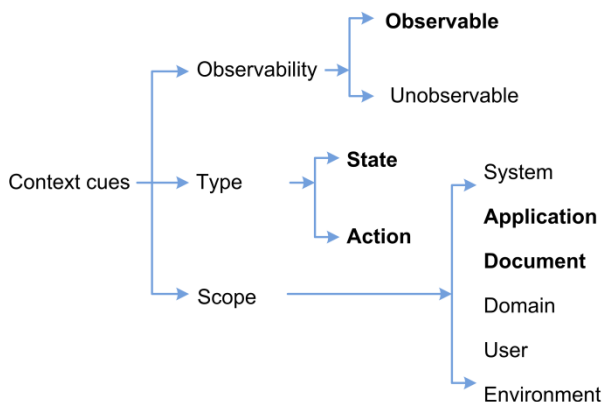 Observable
Observability
Unobservable
State
Context cues
Type
Action
System
Application
Document
Scope
Domain
User
Environment